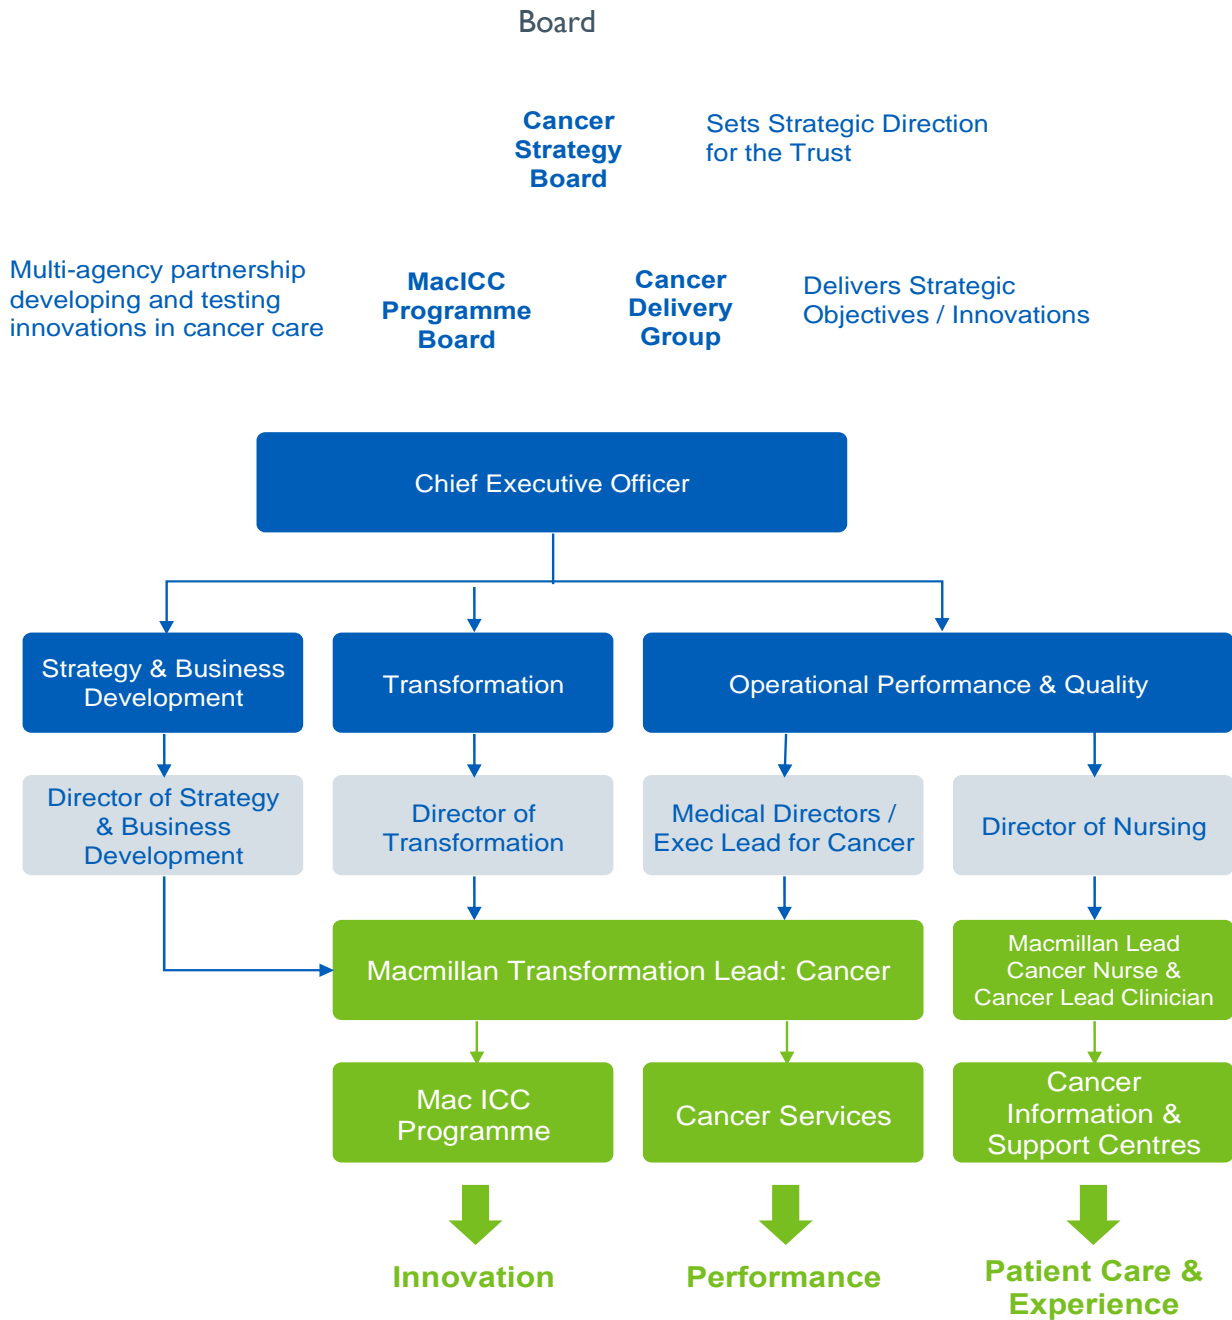 Board
Cancer
Strategy
Board
Sets Strategic Direction
for the Trust
Multi-agency partnership
developing and testing
innovations in cancer care
MacICC
Programme
Board
Cancer
Delivery
Group
Delivers Strategic
Objectives / Innovations
Chief Executive Officer
Strategy & Business
Development
Transformation
Operational Performance & Quality
Director of Strategy
& Business
Development
Director of
Transformation
Medical Directors /
Exec Lead for Cancer
Director of Nursing
Macmillan Transformation Lead: Cancer
Macmillan Lead
Cancer Nurse &
Cancer Lead Clinician
Mac ICC
Programme
Cancer Services
Cancer
Information &
Support Centres
Innovation
Performance
Patient Care &
Experience